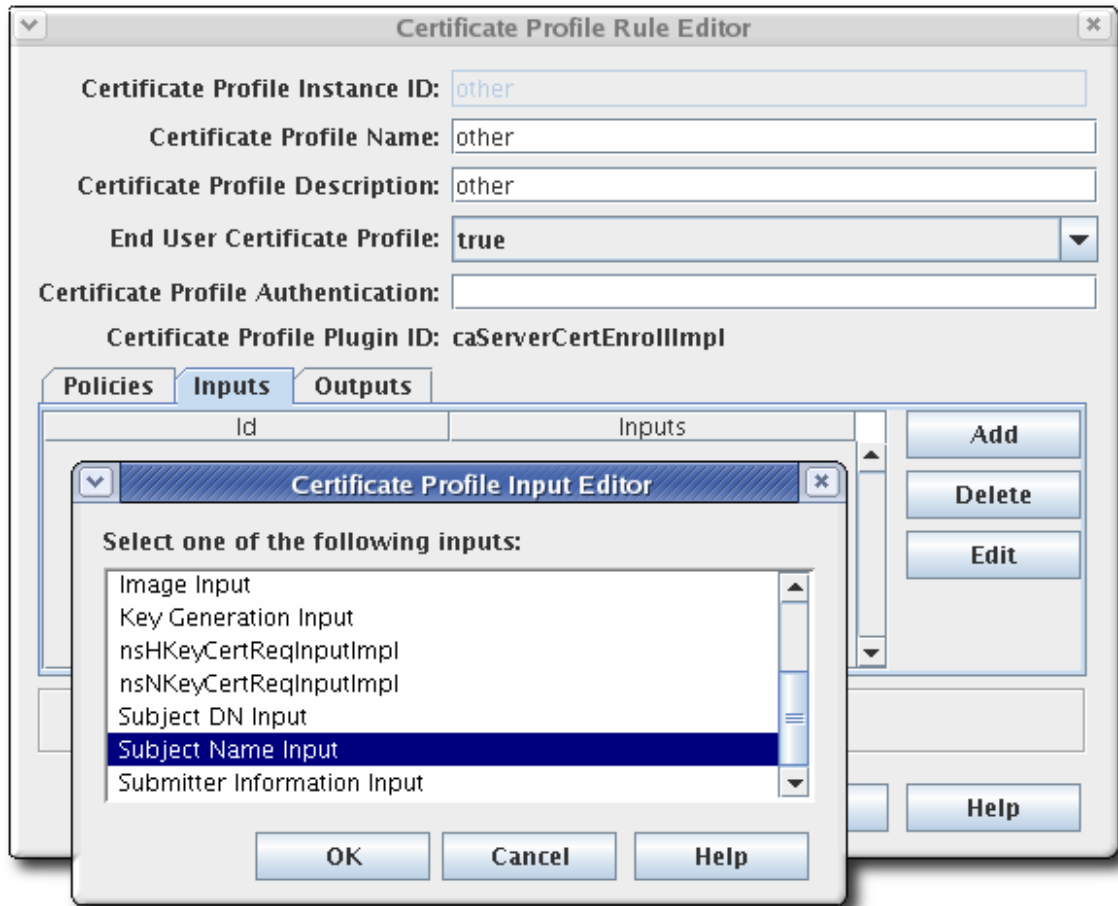 Certificate Profile Rule Editor
Certificate Profile Instance ID: other
Certificate Profile Name: other
Certificate Profile Description: other
End User Certificate Profile: true
Certificate Profile Authentication:
Certificate Profile Plugin ID: caServerCertEnrollImpl
Policies Inputs Outputs
Id Inputs
Add
Delete
Edit
Certificate Profile Input Editor
Select one of the following inputs:
Image Input
Key Generation Input
nsHKeyCertReqInputImpl
nsNKeyCertReqInputImpl
Subject DN Input
Subject Name Input
Submitter Information Input
OK Cancel Help
Help